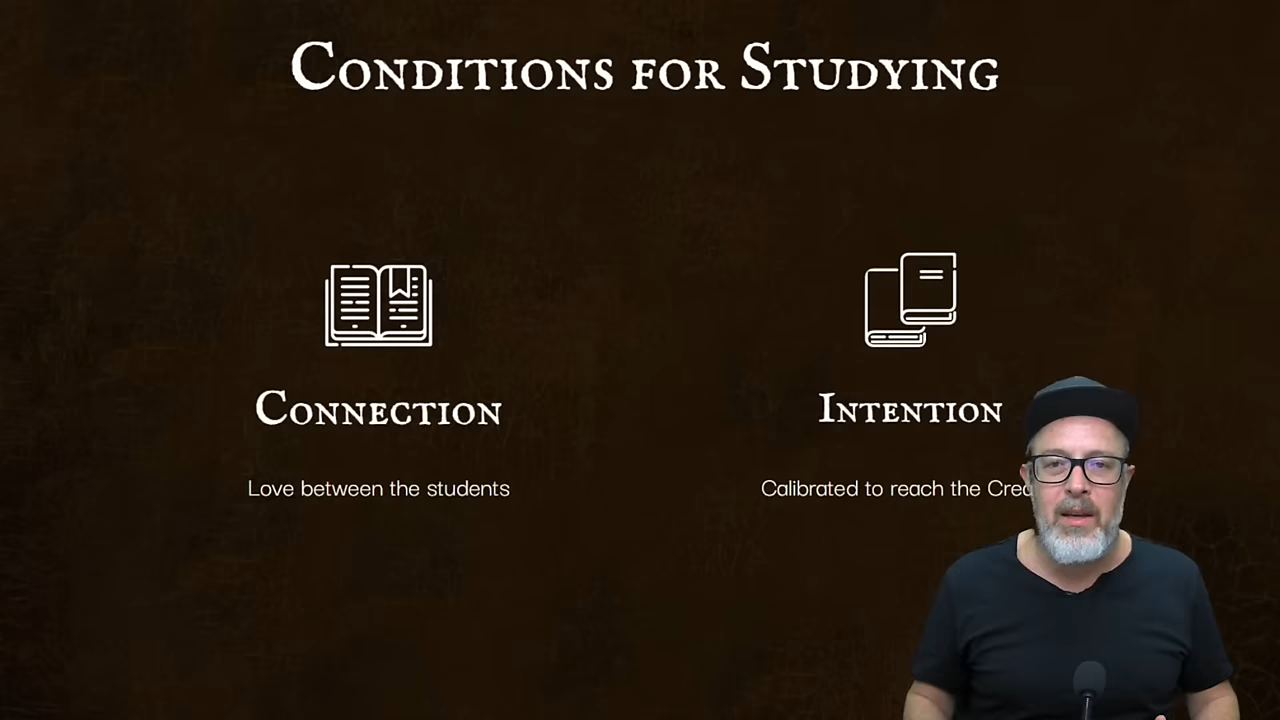 Conditions for Studying
Connection
Intention
Love between the students
Calibrated to reach the